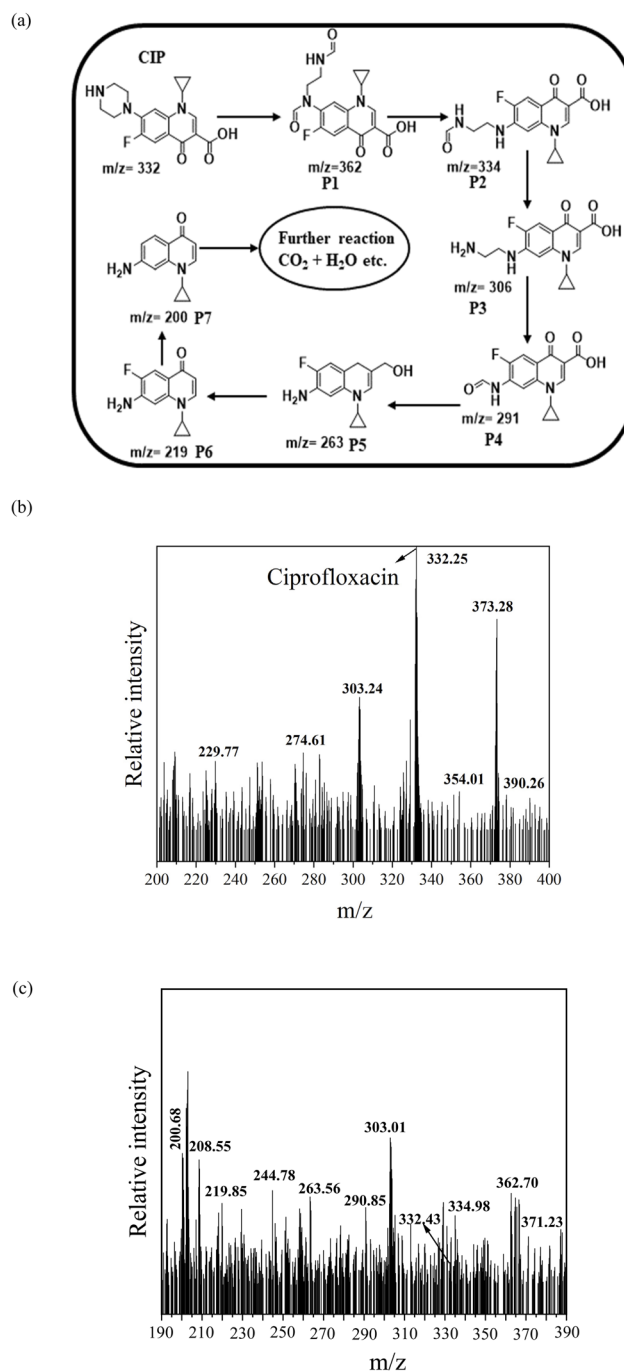 (a)
CIP
HN
N
N
F
O
O
OH
m/z= 332
O
NH
N
N
O
F
O
O
OH
m/z=362
P1
O
O
F
OH
H
N
O
N
H
N
m/z=334
P2
O
O
F
OH
H2N
N
H
N
m/z= 306
P3
O
O
F
OH
O
NH
N
m/z= 291
P4
F
OH
H2N
N
m/z= 263 P5
O
F
H2N
N
m/z= 219 P6
O
H2N
N
m/z= 200 P7
Further reaction
CO2 + H2O etc.
(b)
Relative intensity
Ciprofloxacin
332.25
373.28
303.24
229.77
274.61
354.01
390.26
200 220 240 260 280 300 320 340 360 380 400
m/z
(c)
Relative intensity
200.68
208.55
219.85
244.78
263.56
290.85
303.01
332.43
334.98
362.70
371.23
190 210 230 250 270 290 310 330 350 370 390
m/z